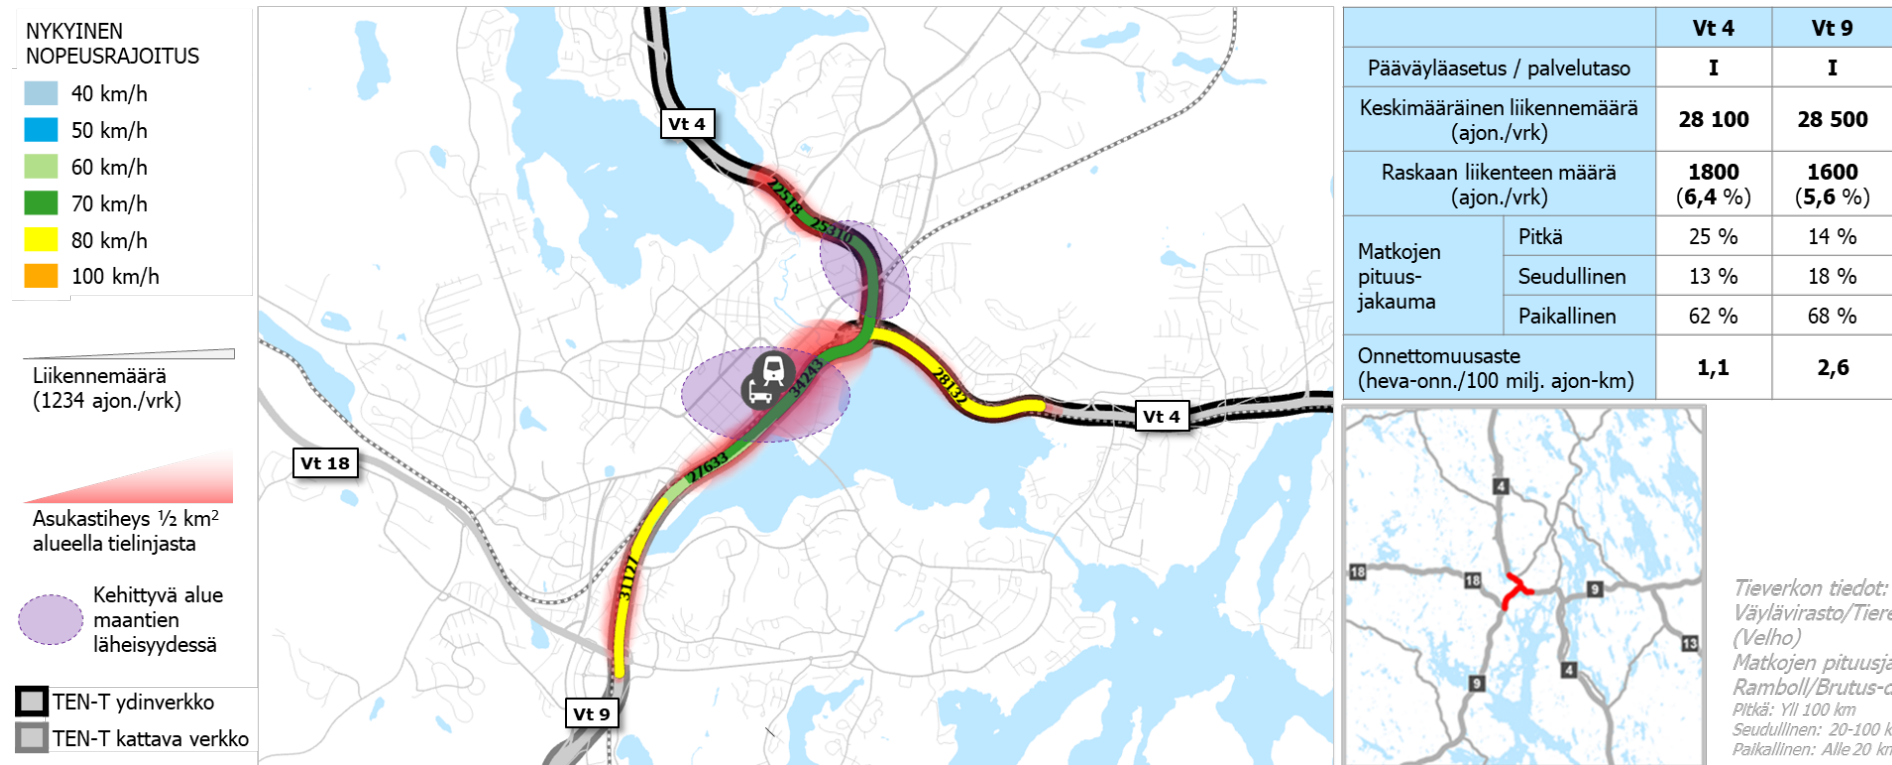 NYKYINEN
NOPEUSRAJOITUS
40 km/h
50 km/h
60 km/h
70 km/h
80 km/h
100 km/h
Liikennemäärä
(1234 ajon./vrk)
Asukastiheys ½ km²
alueella tielinjasta
Kehittyvä alue
maantien
läheisyydessä
TEN-T ydinverkko
TEN-T kattava verkko
Vt 4
22518
25310
34243
28132
Vt 4
27633
Vt 18
31127
Vt 9
Vt 4 Vt 9
Pääväyläasetus / palvelutaso I I
Keskimääräinen liikennemäärä
(ajon./vrk) 28 100 28 500
Raskaan liikenteen määrä
(ajon./vrk) 1800 (6,4 %) 1600 (5,6 %)
Matkojen
pituus-
jakauma
Pitkä 25 % 14 %
Seudullinen 13 % 18 %
Paikallinen 62 % 68 %
Onnettomuusaste
(heva-onn./100 milj. ajon-km) 1,1 2,6
4
18
18
9
13
9
4
Tieverkon tiedot:
Väylävirasto/Tiere
(Velho)
Matkojen pituusja
Ramboll/Brutus-d
Pitkä: Yli 100 km
Seudullinen: 20-100 k
Paikallinen: Alle 20 km